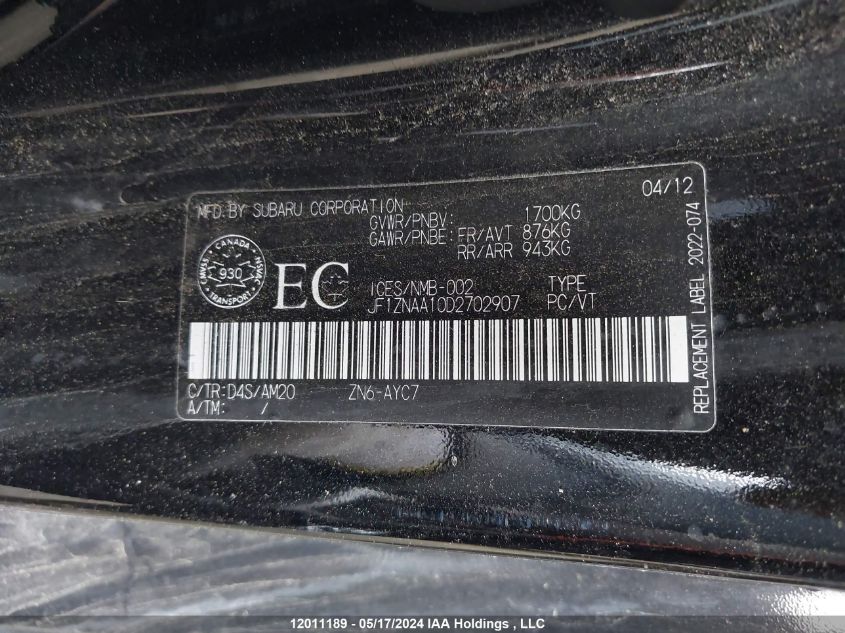 04/12
MFD. BY SUBARU CORPORATION
GVWR/PNBV: 1700KG
GAWR/PNBE: FR/AVT 876KG
RR/ARR 943KG
CANADA
CMVSS 930 NSVAC
TRANSPORT
EC
ICES/NMB-002 TYPE
JF1ZNAA10D2702907 PC/VT
C/TR:D4S/AM20 ZN6-AYC7
A/TM: /
REPLACEMENT LABEL 2022-074
12011189 - 05/17/2024 IAA Holdings , LLC